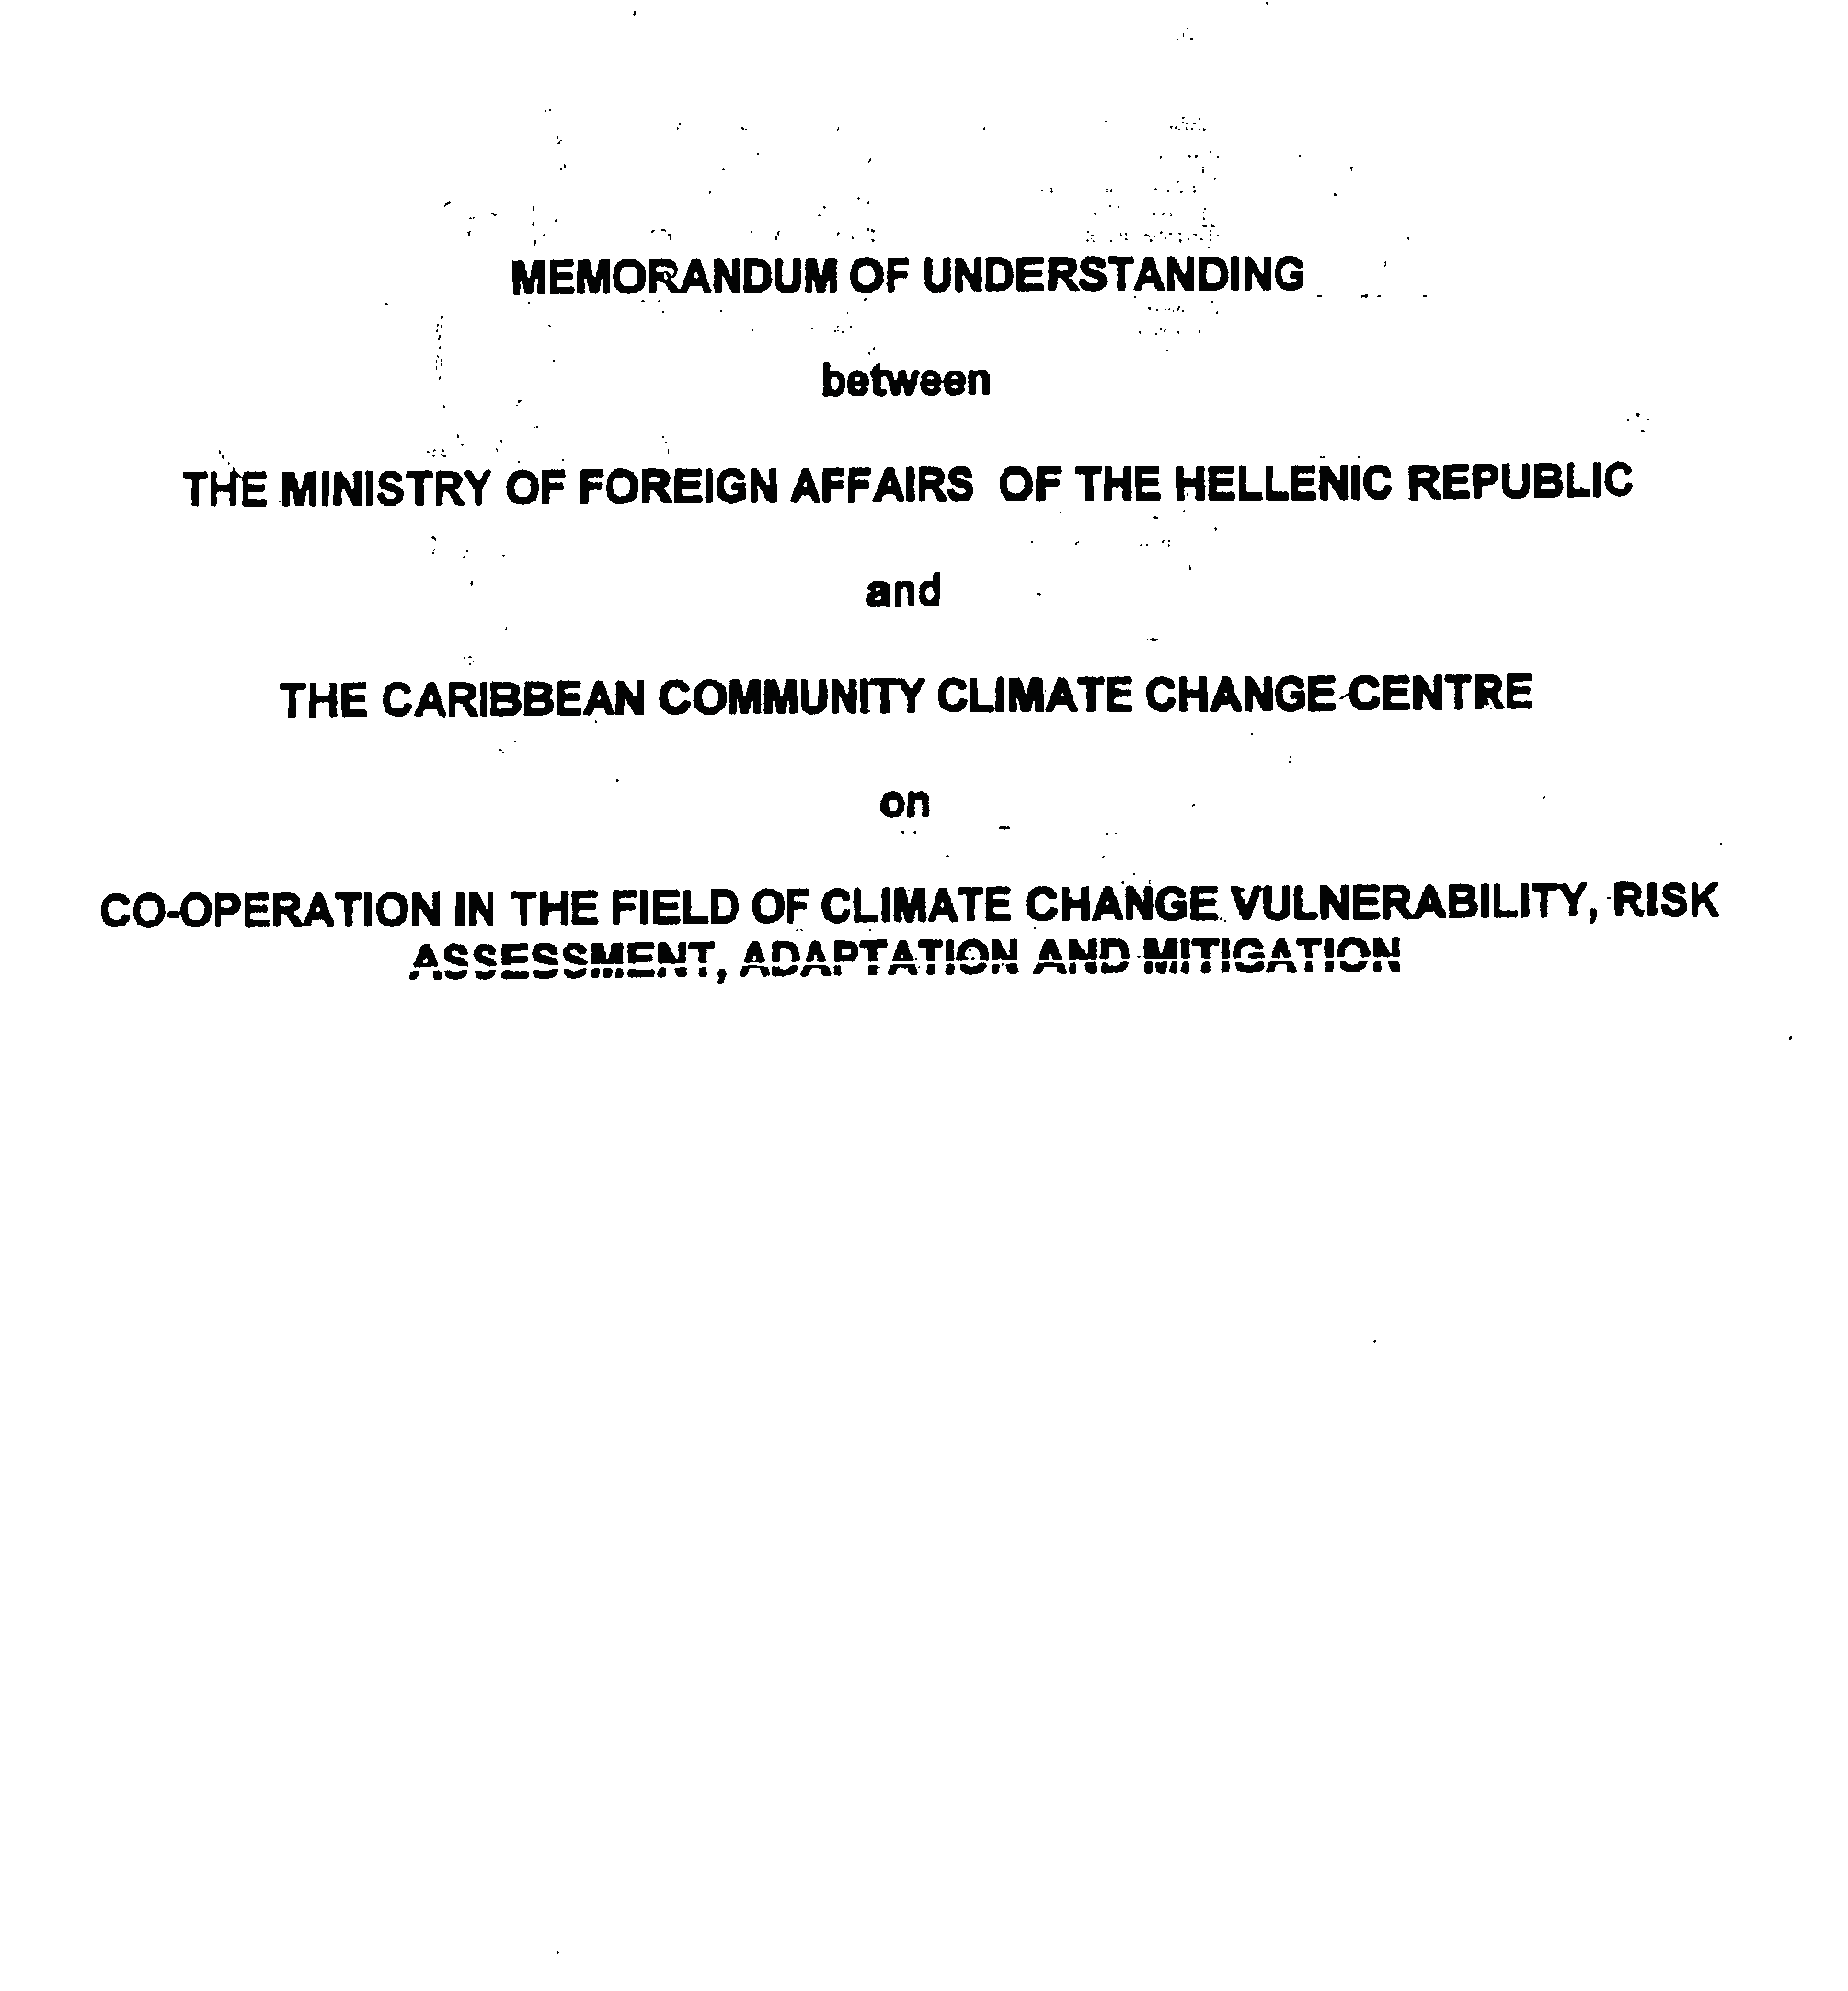 MEMORANDUM OF UNDERSTANDING
between
THE MINISTRY OF FOREIGN AFFAIRS OF THE HELLENIC REPUBLIC
and
THE CARIBBEAN COMMUNITY CLIMATE CHANGE CENTRE
on
CO-OPERATION IN THE FIELD OF CLIMATE CHANGE VULNERABILITY, RISK
ASSESSMENT, ADAPTATION AND MITIGATION